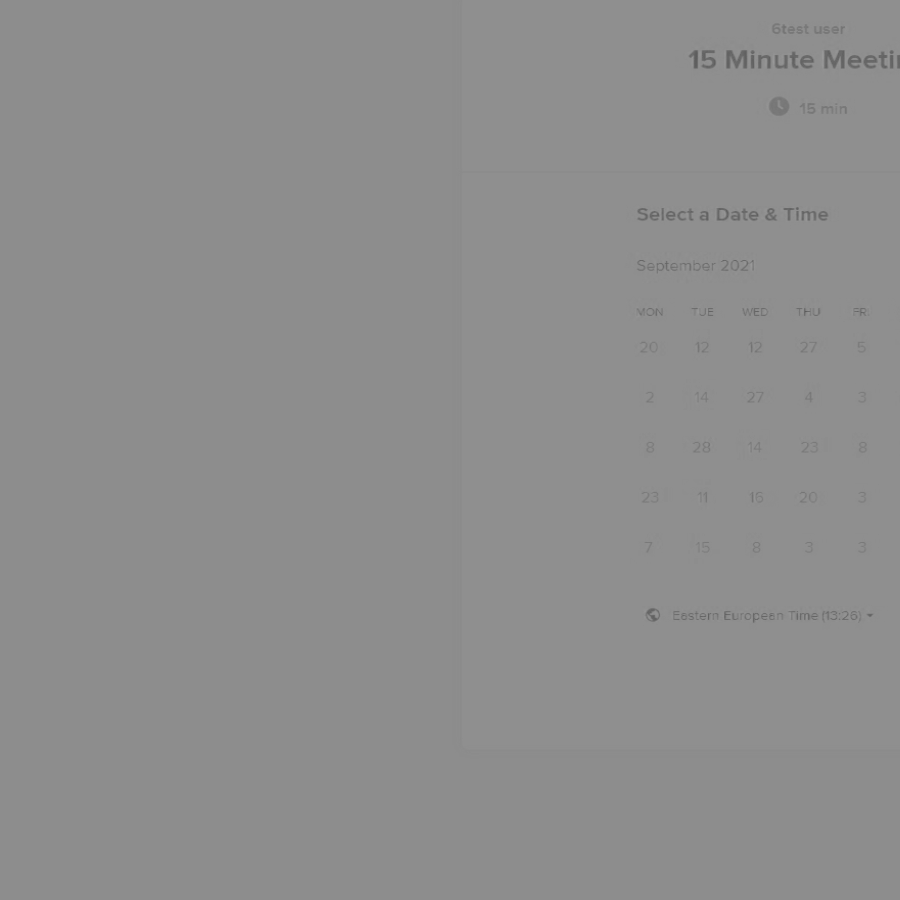 6test user
15 Minute Meeti
15 min
Select a Date & Time
September 2021
MON TUE WED THU FR
20 12 12 27 5
2 14 27 4 3
8 28 14 23 8
23 11 16 20 3
7 15 8 3 3
Eastern European Time (13:26)